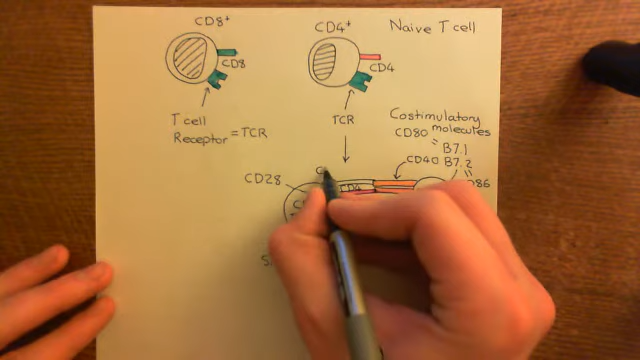 CD8+
CD8
CD4+
CD4
Naive T cell
T cell
Receptor = TCR
TCR
Costimulatory
molecules
CD80
B7.1
CD40 B7.2
CD28